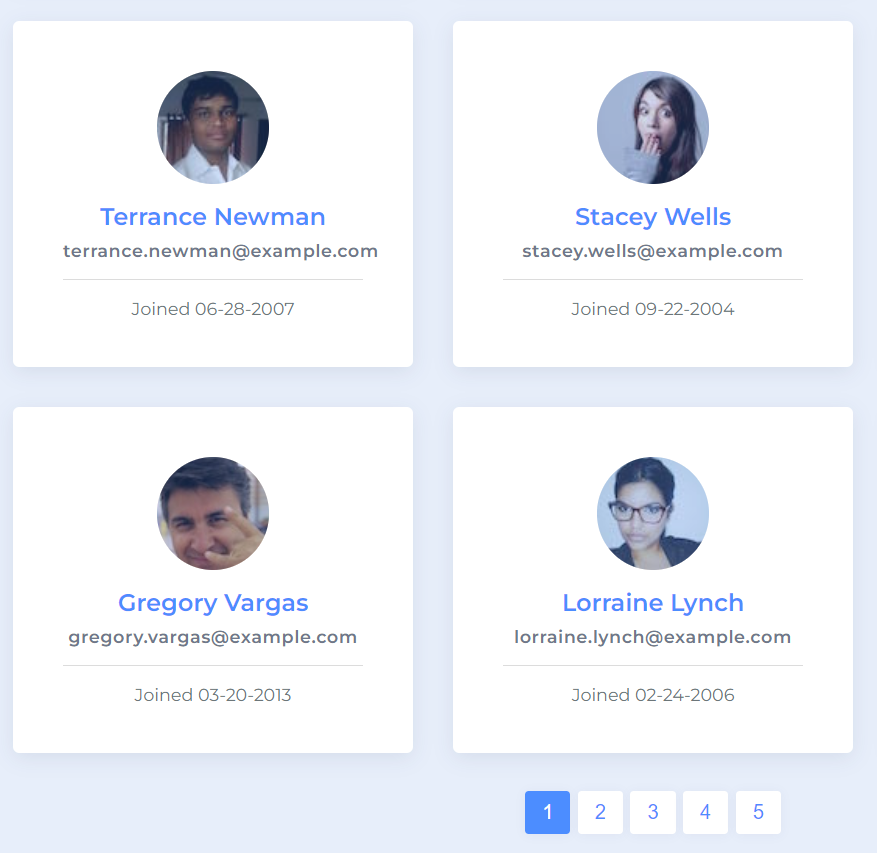 Terrance Newman
terrance.newman@example.com
Joined 06-28-2007
Stacey Wells
stacey.wells@example.com
Joined 09-22-2004
Gregory Vargas
gregory.vargas@example.com
Joined 03-20-2013
Lorraine Lynch
lorraine.lynch@example.com
Joined 02-24-2006
1 2 3 4 5